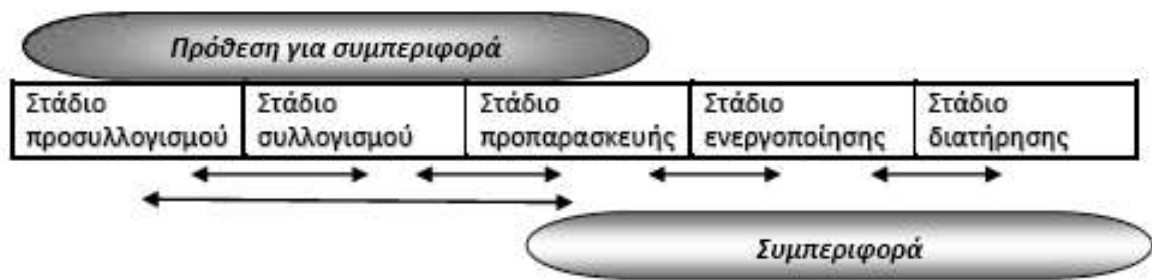 Πρόθεση για συμπεριφορά
Στάδιο προσυλλογισμού
Στάδιο συλλογισμού
Στάδιο προπαρασκευής
Στάδιο ενεργοποίησης
Στάδιο διατήρησης
Συμπεριφορά